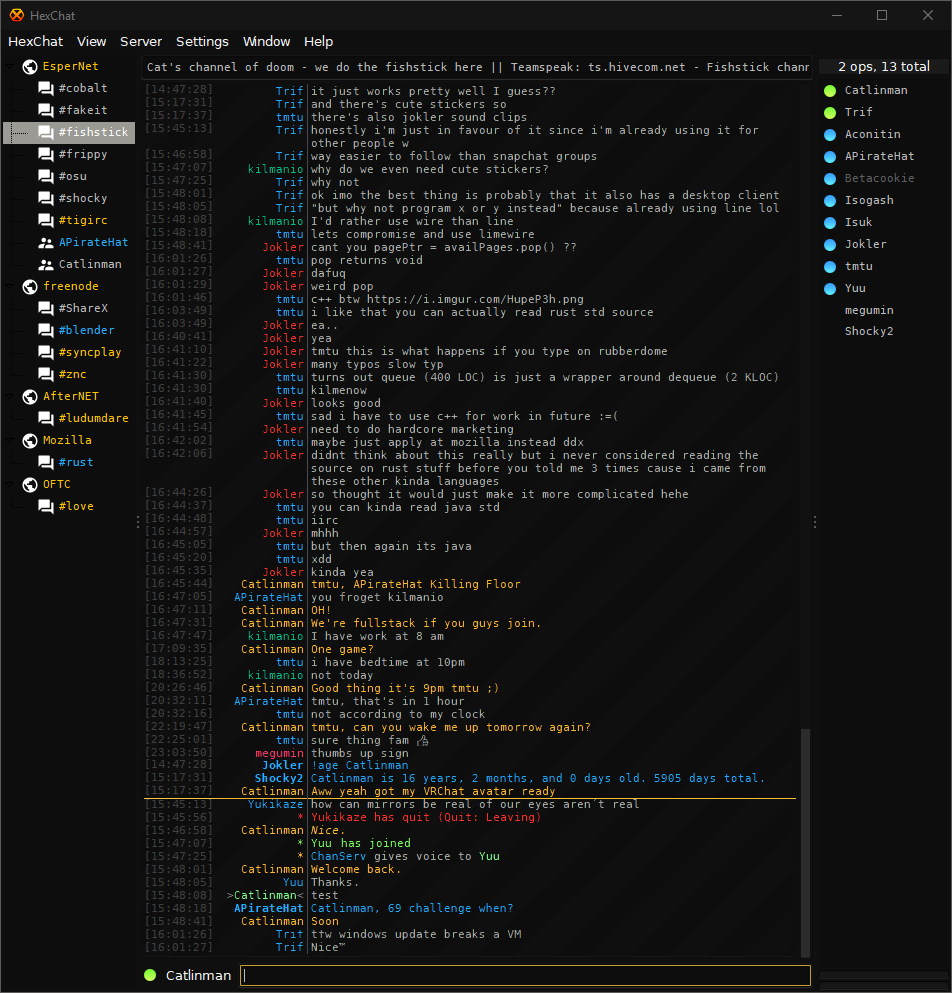 HexChat
HexChat View Server Settings Window Help
EsperNet
#cobalt
#fakeit
#fishstick
#frippy
#osu
#shocky
#tigirc
APirateHat
Catlinman
freenode
#ShareX
#blender
#syncplay
#znc
AfterNET
#ludumdare
Mozilla
#rust
OFTC
#love
Cat's channel of doom - we do the fishstick here || Teamspeak: ts.hivecom.net - Fishstick chann
[14:47:28] Trif it just works pretty well I guess??
[15:17:31] Trif and there's cute stickers so
[15:17:37] tmtu there's also jokler sound clips
[15:45:13] Trif honestly i'm just in favour of it since i'm already using it for
other people w
[15:46:58] Trif way easier to follow than snapchat groups
[15:47:07] kilmanio why do we even need cute stickers?
[15:47:25] Trif why not
[15:48:01] Trif ok imo the best thing is probably that it also has a desktop client
[15:48:05] Trif "but why not program x or y instead" because already using line lol
[15:48:08] kilmanio I'd rather use wire than line
[15:48:18] tmtu lets compromise and use limewire
[15:48:41] Jokler cant you pagePtr = availPages.pop() ??
[16:01:26] tmtu pop returns void
[16:01:27] Jokler dafuq
[16:01:29] Jokler weird pop
[16:01:46] tmtu c++ btw https://i.imgur.com/HupeP3h.png
[16:03:49] tmtu i like that you can actually read rust std source
[16:03:49] Jokler ea..
[16:40:41] Jokler yea
[16:41:10] Jokler tmtu this is what happens if you type on rubberdome
[16:41:22] Jokler many typos slow typ
[16:41:30] tmtu turns out queue (400 LOC) is just a wrapper around dequeue (2 KLOC)
[16:41:30] tmtu kilmenow
[16:41:40] Jokler looks good
[16:41:45] tmtu sad i have to use c++ for work in future :=(
[16:41:54] Jokler need to do hardcore marketing
[16:42:02] tmtu maybe just apply at mozilla instead ddx
[16:42:06] Jokler didnt think about this really but i never considered reading the
source on rust stuff before you told me 3 times cause i came from
these other kinda languages
[16:44:26] Jokler so thought it would just make it more complicated hehe
[16:44:37] tmtu you can kinda read java std
[16:44:48] tmtu iirc
[16:44:57] Jokler mhhh
[16:45:05] tmtu but then again its java
[16:45:20] tmtu xdd
[16:45:35] Jokler kinda yea
[16:45:44] Catlinman tmtu, APirateHat Killing Floor
[16:47:05] APirateHat you froget kilmanio
[16:47:11] Catlinman OH!
[16:47:31] Catlinman We're fullstack if you guys join.
[16:47:47] kilmanio I have work at 8 am
[17:09:35] Catlinman One game?
[18:13:25] tmtu i have bedtime at 10pm
[18:36:52] kilmanio not today
[20:26:46] Catlinman Good thing it's 9pm tmtu ;)
[20:32:11] APirateHat tmtu, that's in 1 hour
[20:32:16] tmtu not according to my clock
[22:19:47] Catlinman tmtu, can you wake me up tomorrow again?
[22:25:01] tmtu sure thing fam 👍
[23:03:50] megumin thumbs up sign
[14:47:28] Jokler !age Catlinman
[15:17:31] Shocky2 Catlinman is 16 years, 2 months, and 0 days old. 5905 days total.
[15:17:37] Catlinman Aww yeah got my VRChat avatar ready
[15:45:13] Yukikaze how can mirrors be real of our eyes aren't real
[15:45:56] * Yukikaze has quit (Quit: Leaving)
[15:46:58] Catlinman Nice.
[15:47:07] * Yuu has joined
[15:47:25] * ChanServ gives voice to Yuu
[15:48:01] Catlinman Welcome back.
[15:48:05] Yuu Thanks.
[15:48:08] >Catlinman< test
[15:48:18] APirateHat Catlinman, 69 challenge when?
[15:48:41] Catlinman Soon
[16:01:26] Trif tfw windows update breaks a VM
[16:01:27] Trif Nice™
Catlinman
2 ops, 13 total
Catlinman
Trif
Aconitin
APirateHat
Betacookie
Isogash
Isuk
Jokler
tmtu
Yuu
megumin
Shocky2